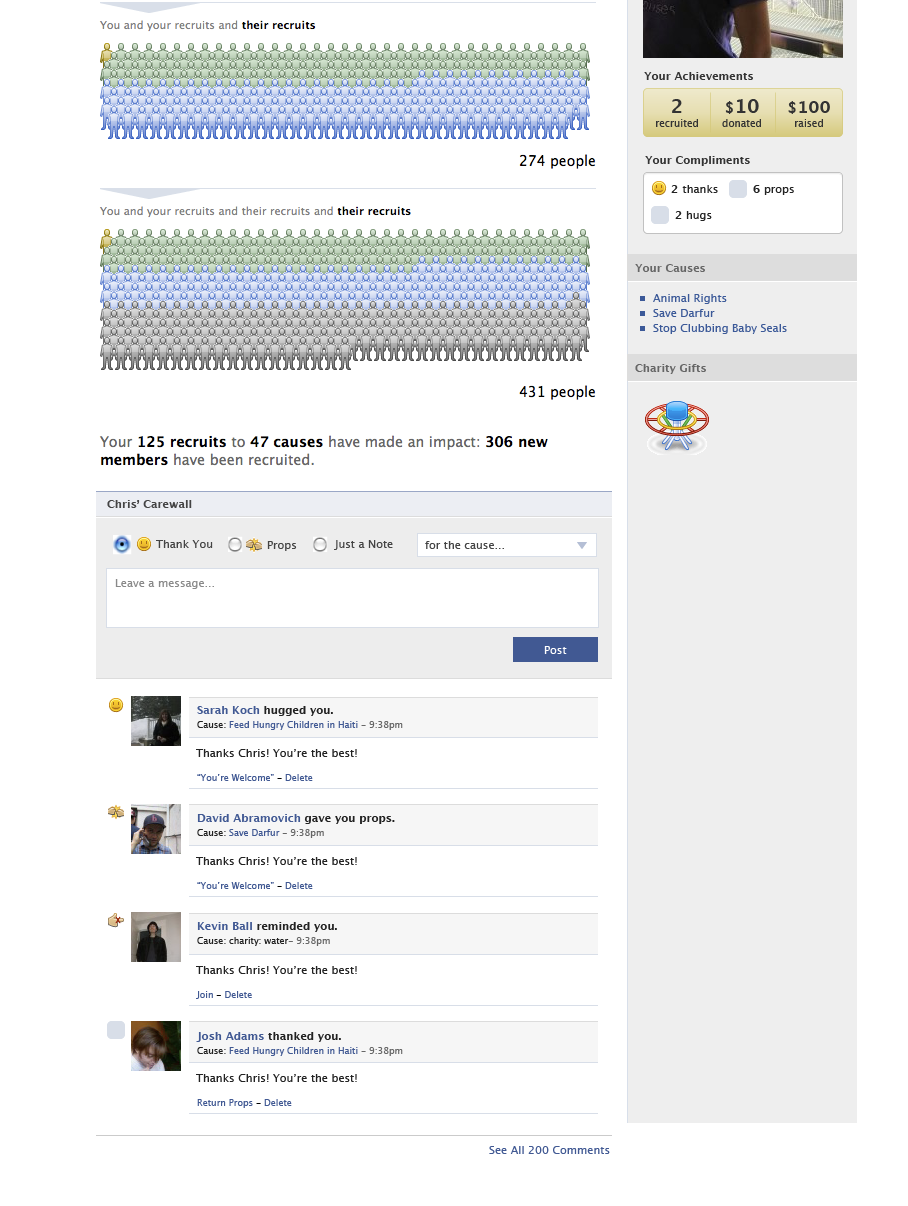 You and your recruits and their recruits
274 people
You and your recruits and their recruits and their recruits
431 people
Your 125 recruits to 47 causes have made an impact: 306 new
members have been recruited.
Chris’ Carewall
Thank You
Props
Just a Note
for the cause...
Leave a message...
Post
Sarah Koch hugged you.
Cause: Feed Hungry Children in Haiti – 9:38pm
Thanks Chris! You’re the best!
“You’re Welcome” – Delete
David Abramovich gave you props.
Cause: Save Darfur – 9:38pm
Thanks Chris! You’re the best!
“You’re Welcome” – Delete
Kevin Ball reminded you.
Cause: charity: water– 9:38pm
Thanks Chris! You’re the best!
Join – Delete
Josh Adams thanked you.
Cause: Feed Hungry Children in Haiti – 9:38pm
Thanks Chris! You’re the best!
Return Props – Delete
See All 200 Comments
Your Achievements
2 $10 $100
recruited donated raised
Your Compliments
2 thanks 6 props
2 hugs
Your Causes
Animal Rights
Save Darfur
Stop Clubbing Baby Seals
Charity Gifts